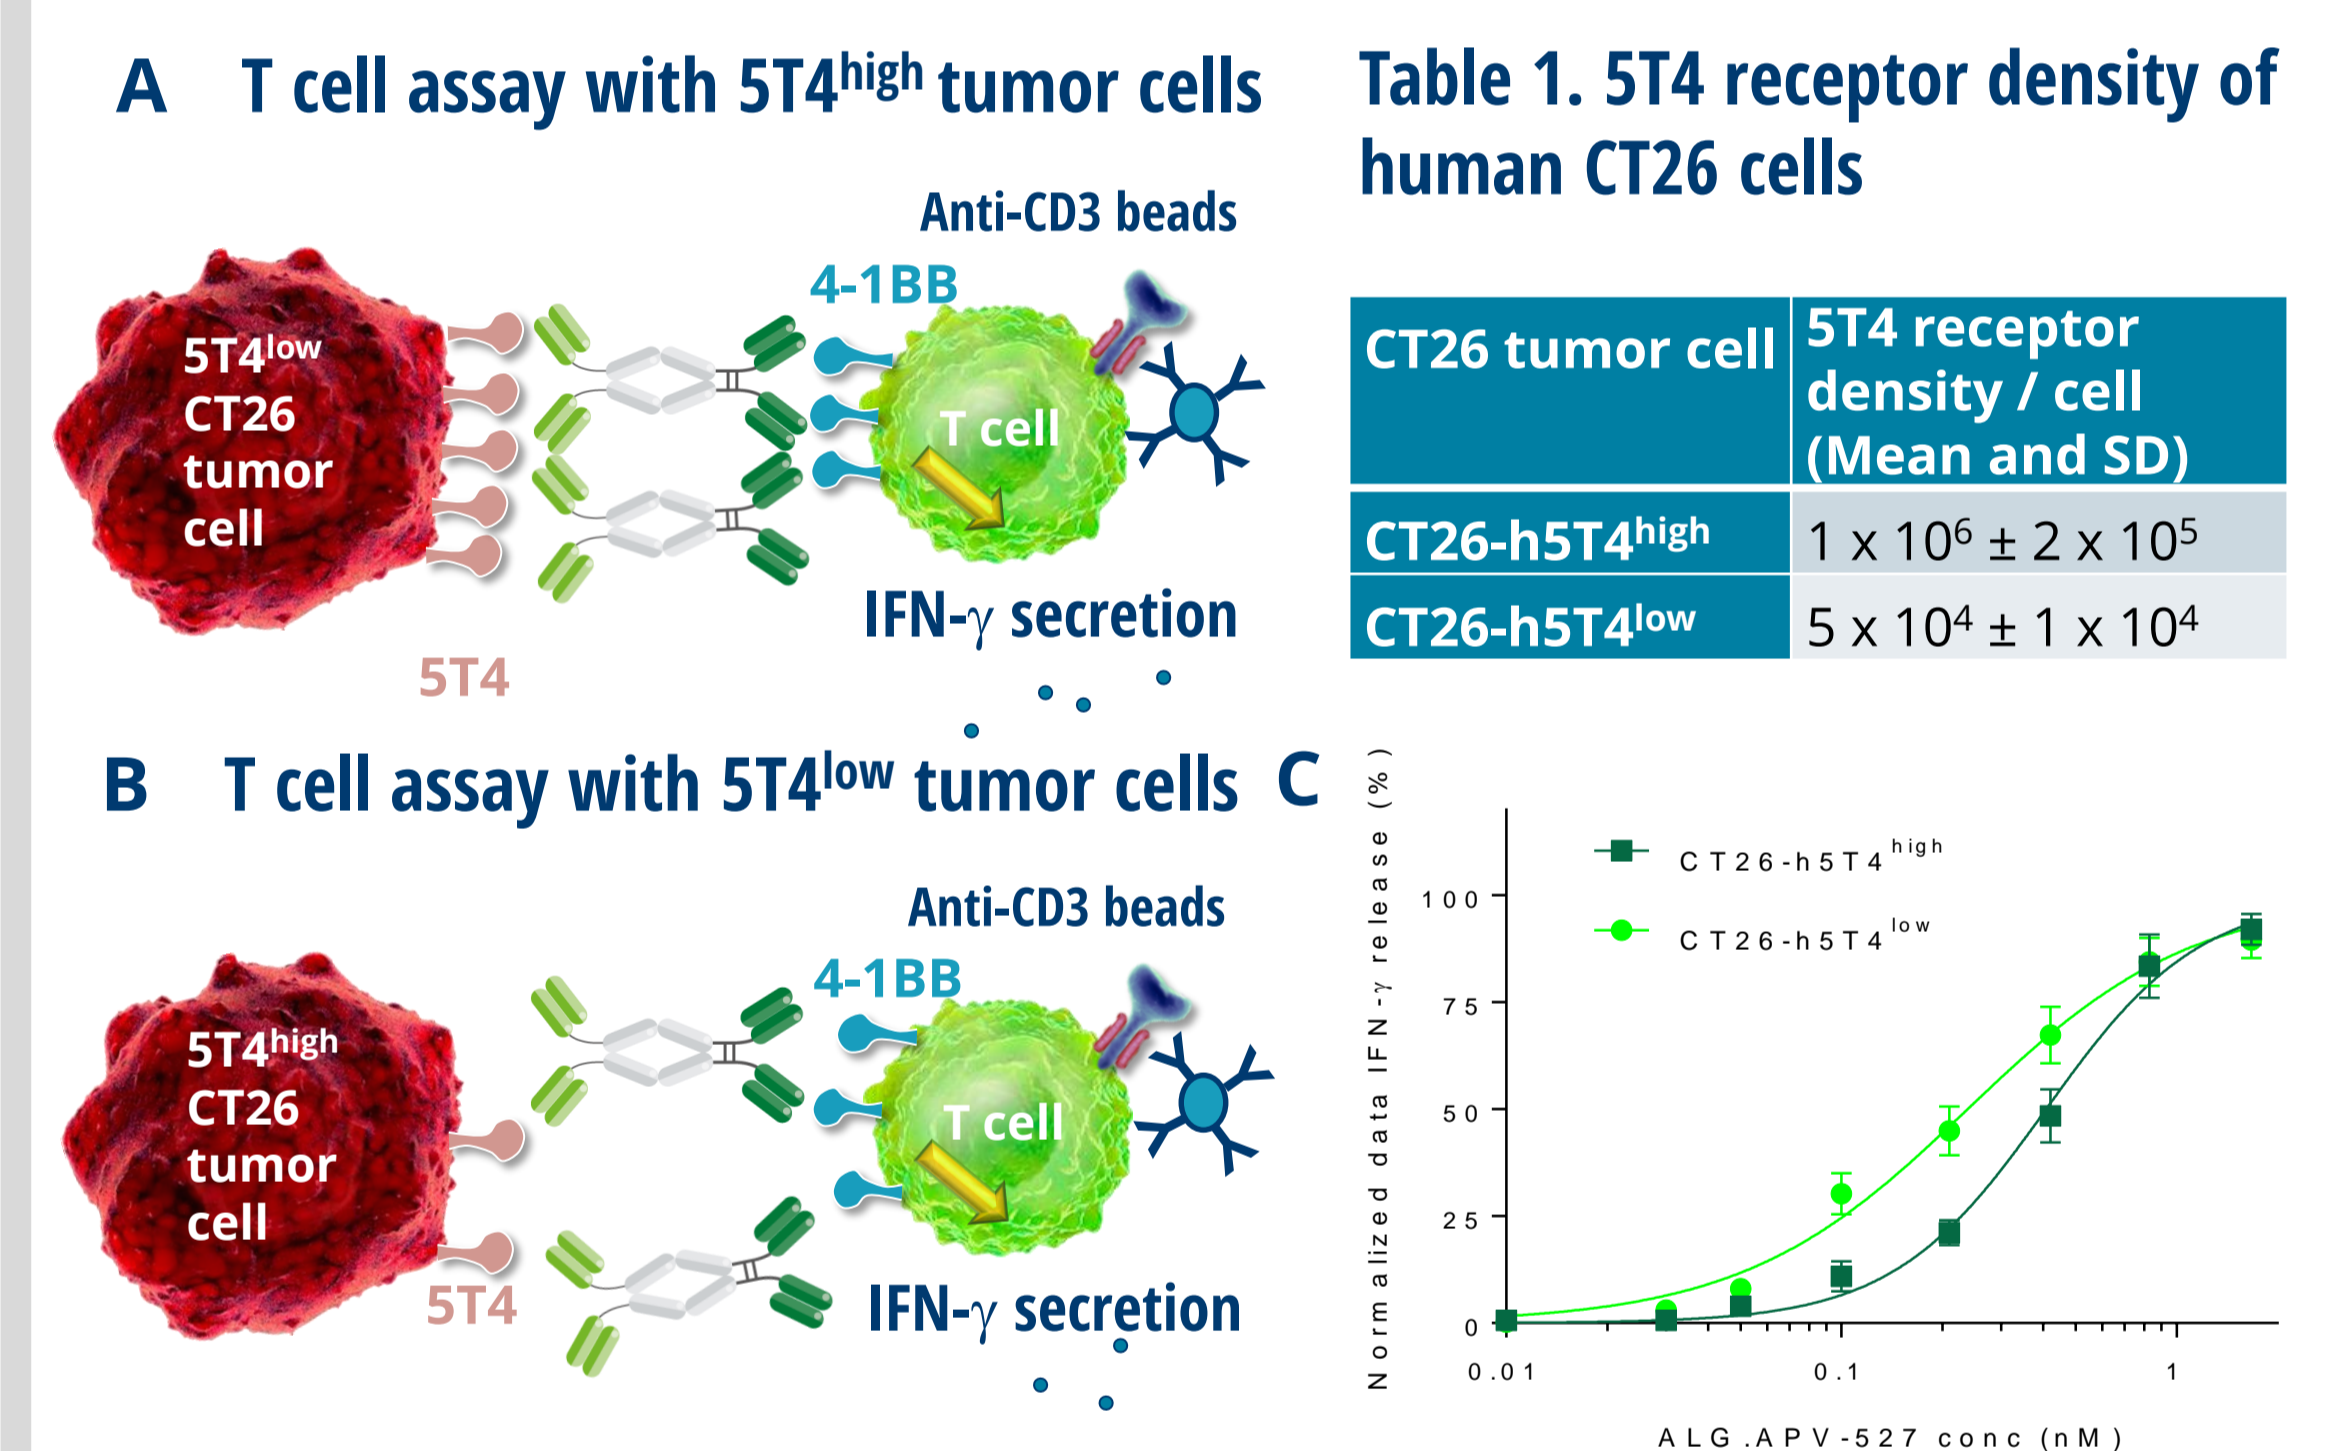 A T cell assay with 5T4high tumor cells
Anti-CD3 beads
4-1BB
5T4low
CT26
tumor
cell
T cell
IFN-γ secretion
5T4
Table 1. 5T4 receptor density of
human CT26 cells
CT26 tumor cell
5T4 receptor
density / cell
(Mean and SD)
CT26-h5T4high 1 x 10⁶ ± 2 x 10⁵
CT26-h5T4low 5 x 10⁴ ± 1 x 10⁴
B T cell assay with 5T4low tumor cells
Anti-CD3 beads
4-1BB
5T4high
CT26
tumor
cell
T cell
5T4
IFN-γ secretion
C
Normalized data IFN-γ release (%)
CT26-h5T4high
CT26-h5T4low
100
75
50
25
0
0.01 0.1 1
ALG.APV-527 conc (nM)